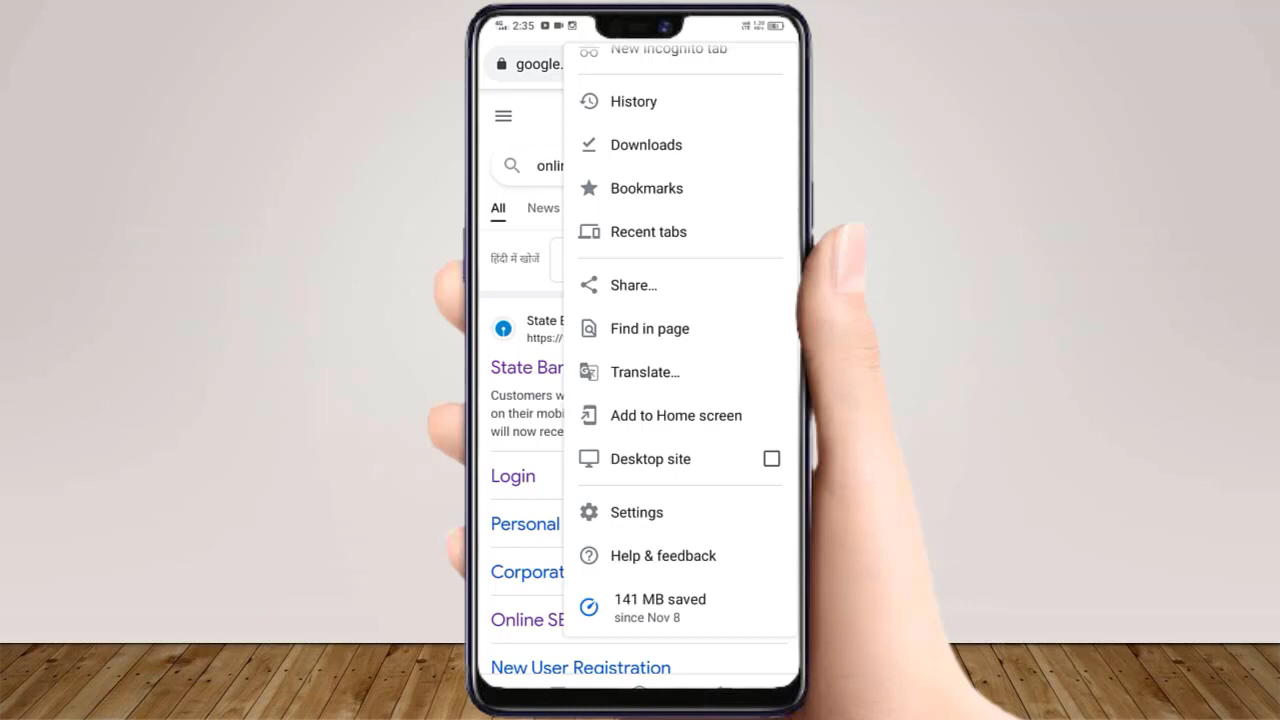 4G 2:35
google.
New Incognito tab
History
Downloads
Bookmarks
Recent tabs
Share...
Find in page
Translate...
Add to Home screen
Desktop site
Settings
Help & feedback
141 MB saved
since Nov 8
onlin
All News
हिंदी में खोजें
State B
https://
State Ban
Customers w
on their mobi
will now rece
Login
Personal
Corporat
Online SB
New User Registration